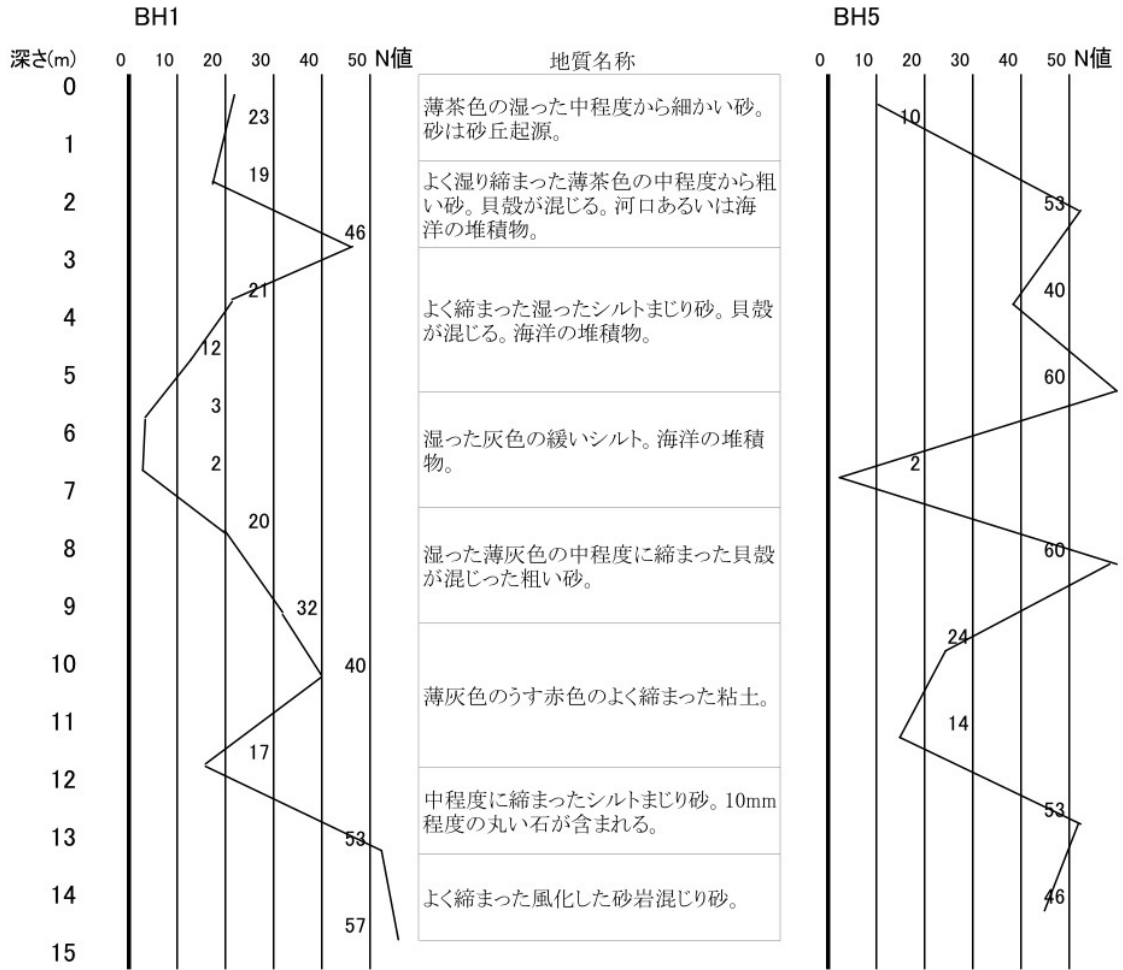 BH1
BH5
深さ(m) 0 10 20 30 40 50 N値
地質名称
0 10 20 30 40 50 N値
0
1
2
3
4
5
6
7
8
9
10
11
12
13
14
15
23
19
46
21
12
3
2
20
32
40
17
53
57
薄茶色の湿った中程度から細かい砂。
砂は砂丘起源。
よく湿り締まった薄茶色の中程度から粗
い砂。貝殻が混じる。河口あるいは海
洋の堆積物。
よく締まった湿ったシルトまじり砂。貝殻
が混じる。海洋の堆積物。
湿った灰色の緩いシルト。海洋の堆積
物。
湿った薄灰色の中程度に締まった貝殻
が混じった粗い砂。
薄灰色のうす赤色のよく締まった粘土。
中程度に締まったシルトまじり砂。10mm
程度の丸い石が含まれる。
よく締まった風化した砂岩混じり砂。
10
53
40
60
2
60
24
14
53
46